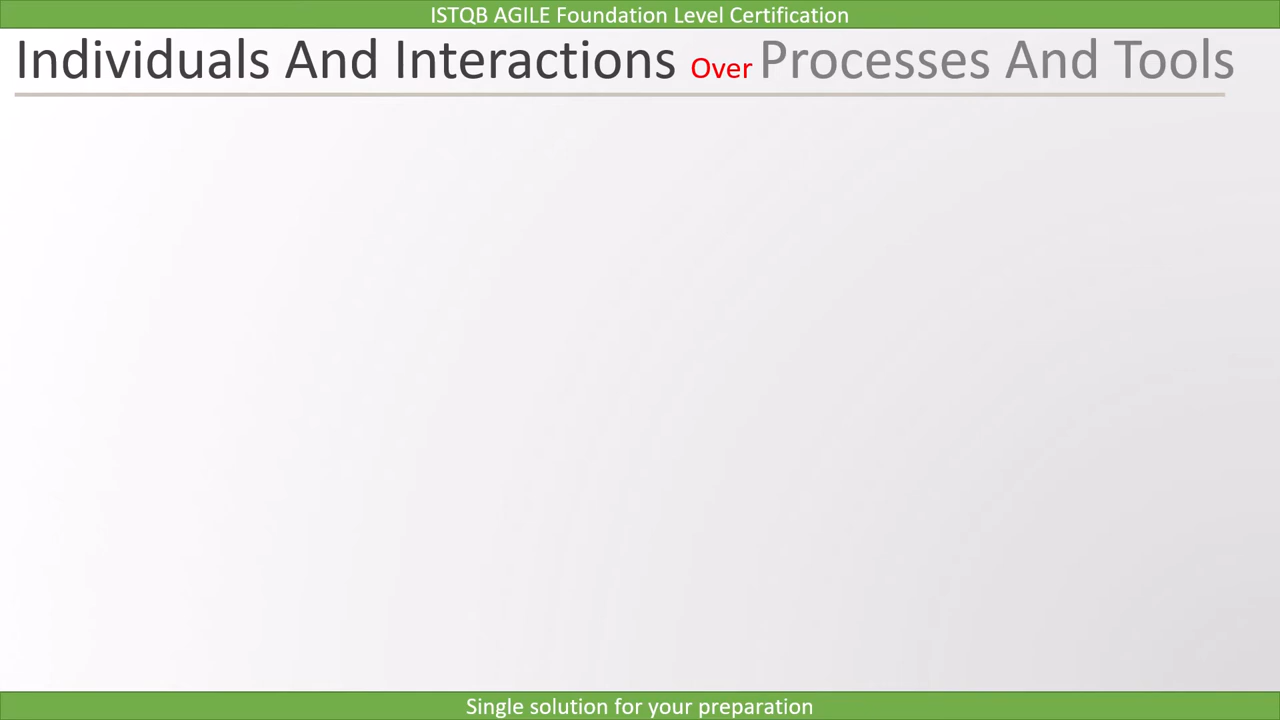 ISTQB AGILE Foundation Level Certification
Individuals And Interactions Over Processes And Tools
Single solution for your preparation